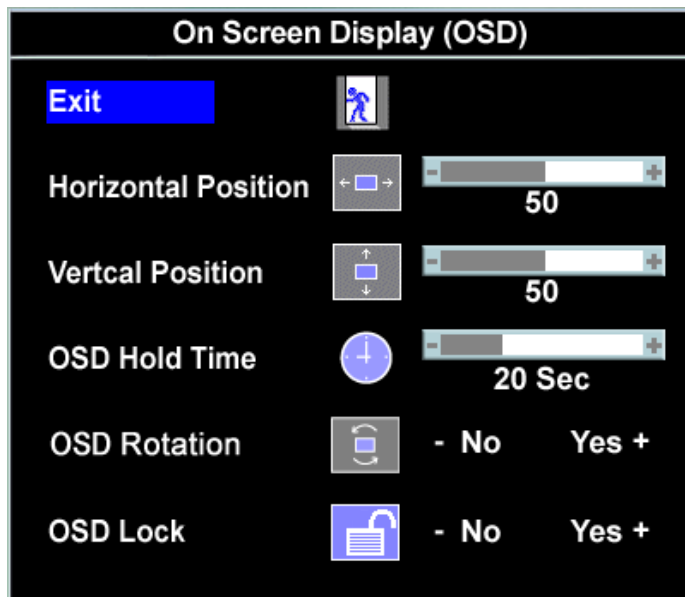 On Screen Display (OSD)
Exit
Horizontal Position - +
50
Vertcal Position - +
50
OSD Hold Time - +
20 Sec
OSD Rotation - No Yes +
OSD Lock - No Yes +